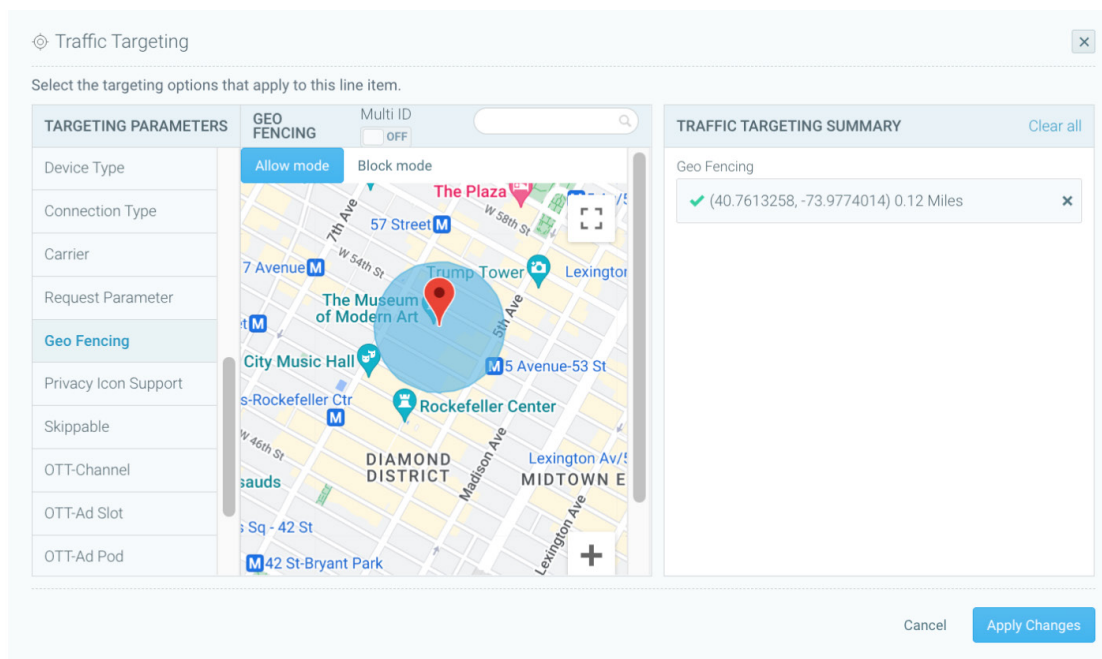 Traffic Targeting
Select the targeting options that apply to this line item.
TARGETING PARAMETERS
Device Type
Connection Type
Carrier
Request Parameter
Geo Fencing
Privacy Icon Support
Skippable
OTT-Channel
OTT-Ad Slot
OTT-Ad Pod
GEO
FENCING
Multi ID
OFF
Allow mode
Block mode
The Plaza
W 58th St
57 Street M
7th Ave
W 54th St
7 Avenue M
Trump Tower
Lexington
The Museum
of Modern Art
5th Ave
M
City Music Hall
M 5 Avenue-53 St
s-Rockefeller Ctr
M
Rockefeller Center
W 46th St
DIAMOND
DISTRICT
Madison Ave
Lexington Av/5
MIDTOWN E
sauds
s Sq - 42 St
Lexington Ave
M 42 St-Bryant Park
TRAFFIC TARGETING SUMMARY
Clear all
Geo Fencing
(40.7613258, -73.9774014) 0.12 Miles
Cancel
Apply Changes